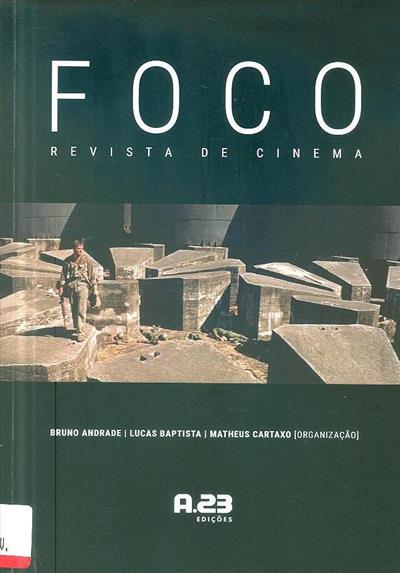 FOCO
REVISTA DE CINEMA
BRUNO ANDRADE | LUCAS BAPTISTA | MATHEUS CARTAXO [ORGANIZAÇÃO]
A.23
EDIÇÕES
V.